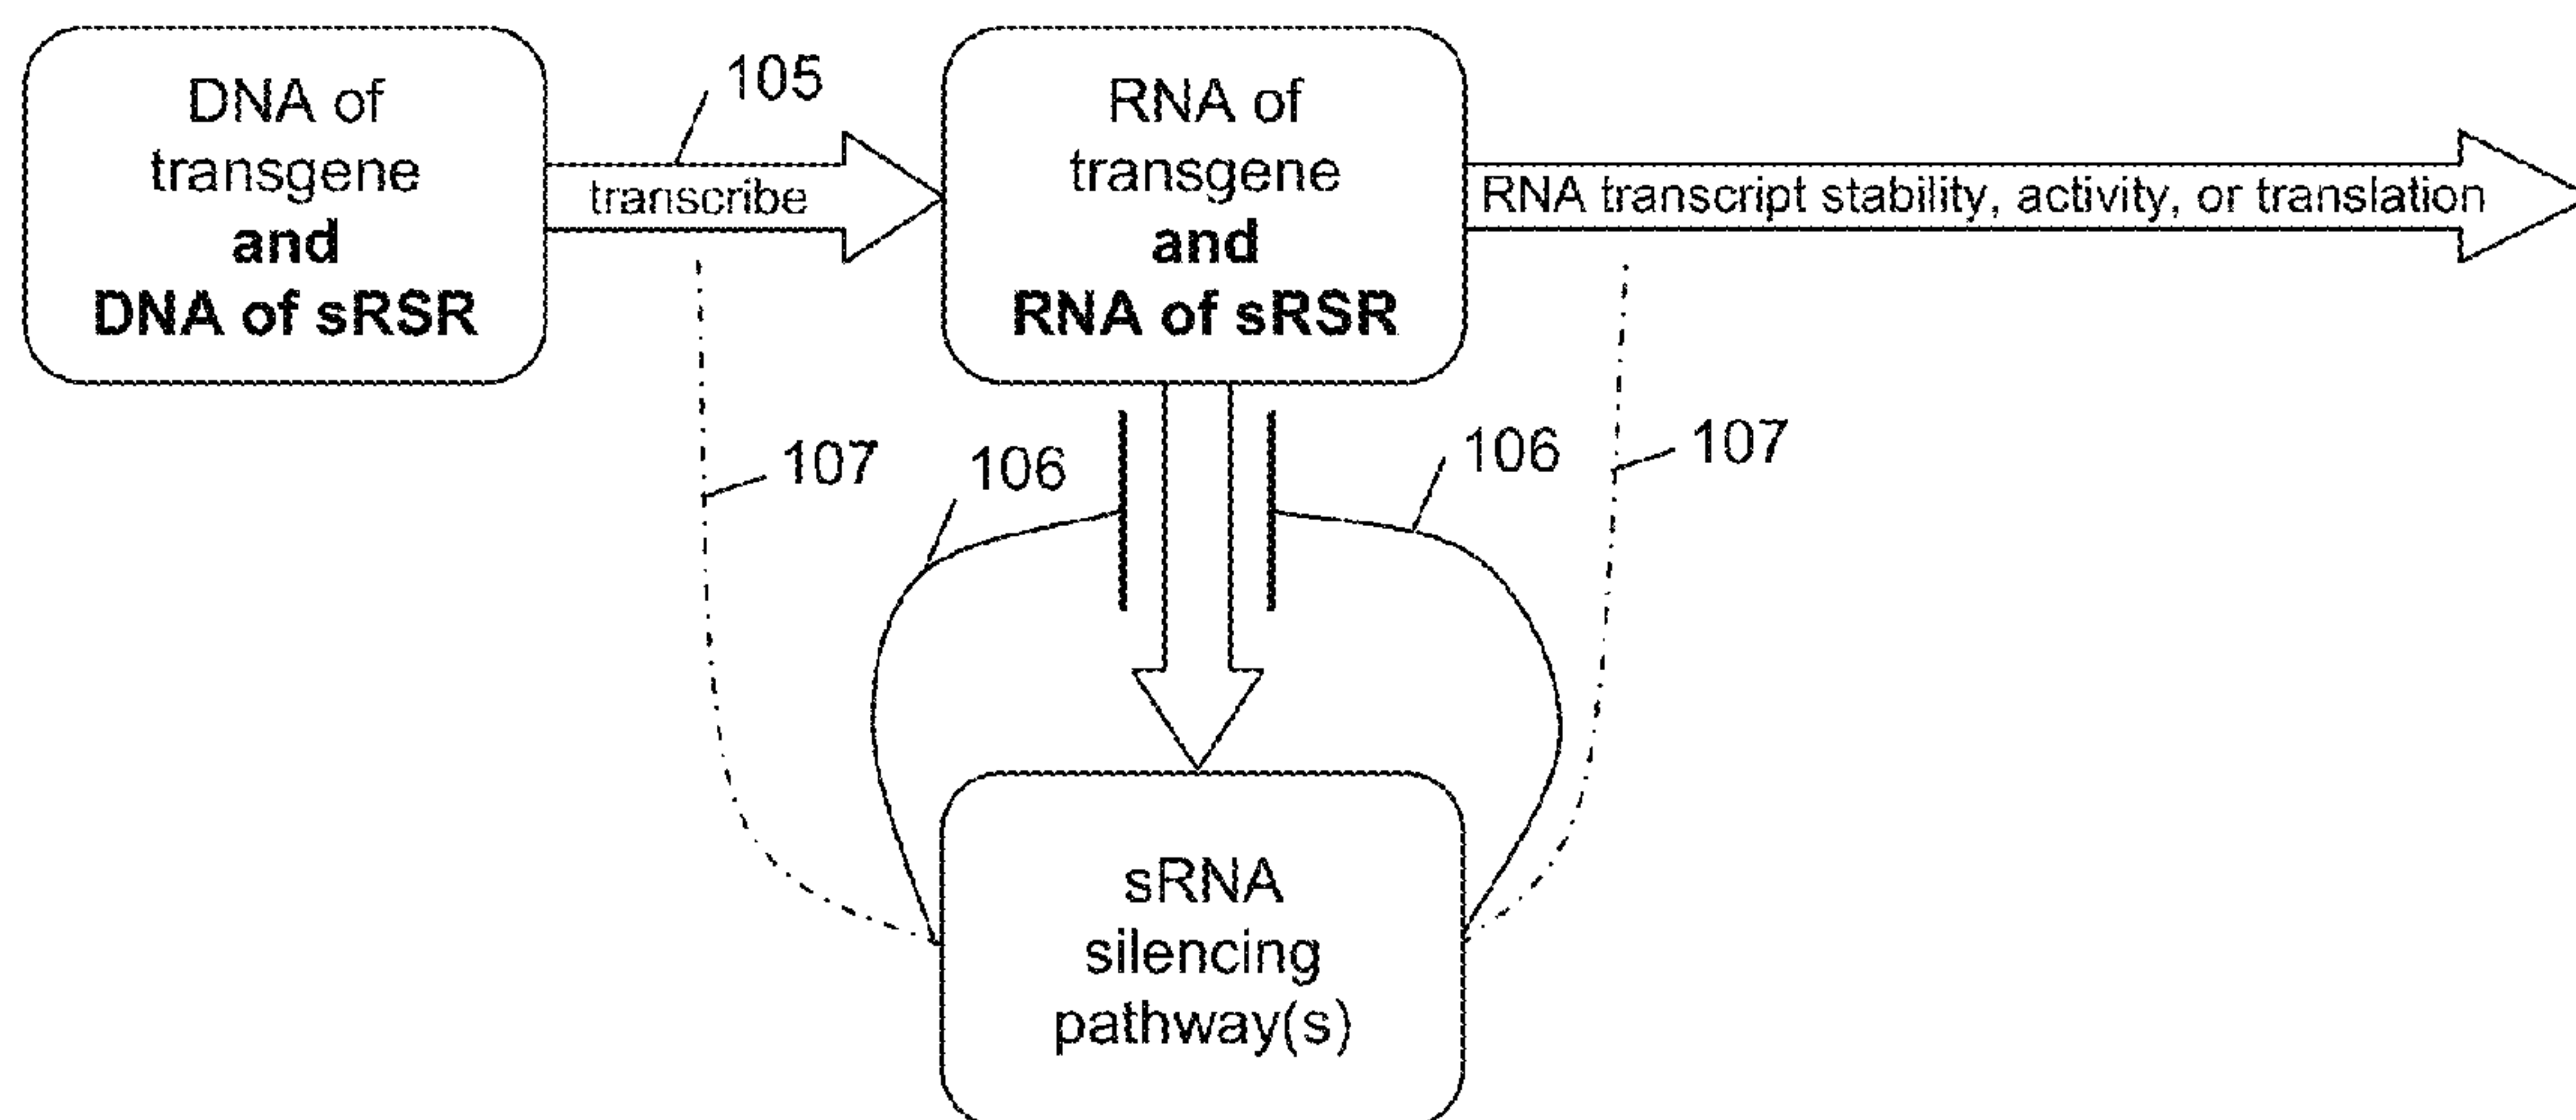 DNA of
transgene
and
DNA of sRSR
105
transcribe
RNA of
transgene
and
RNA of sRSR
RNA transcript stability, activity, or translation
107
106
106
107
sRNA
silencing
pathway(s)